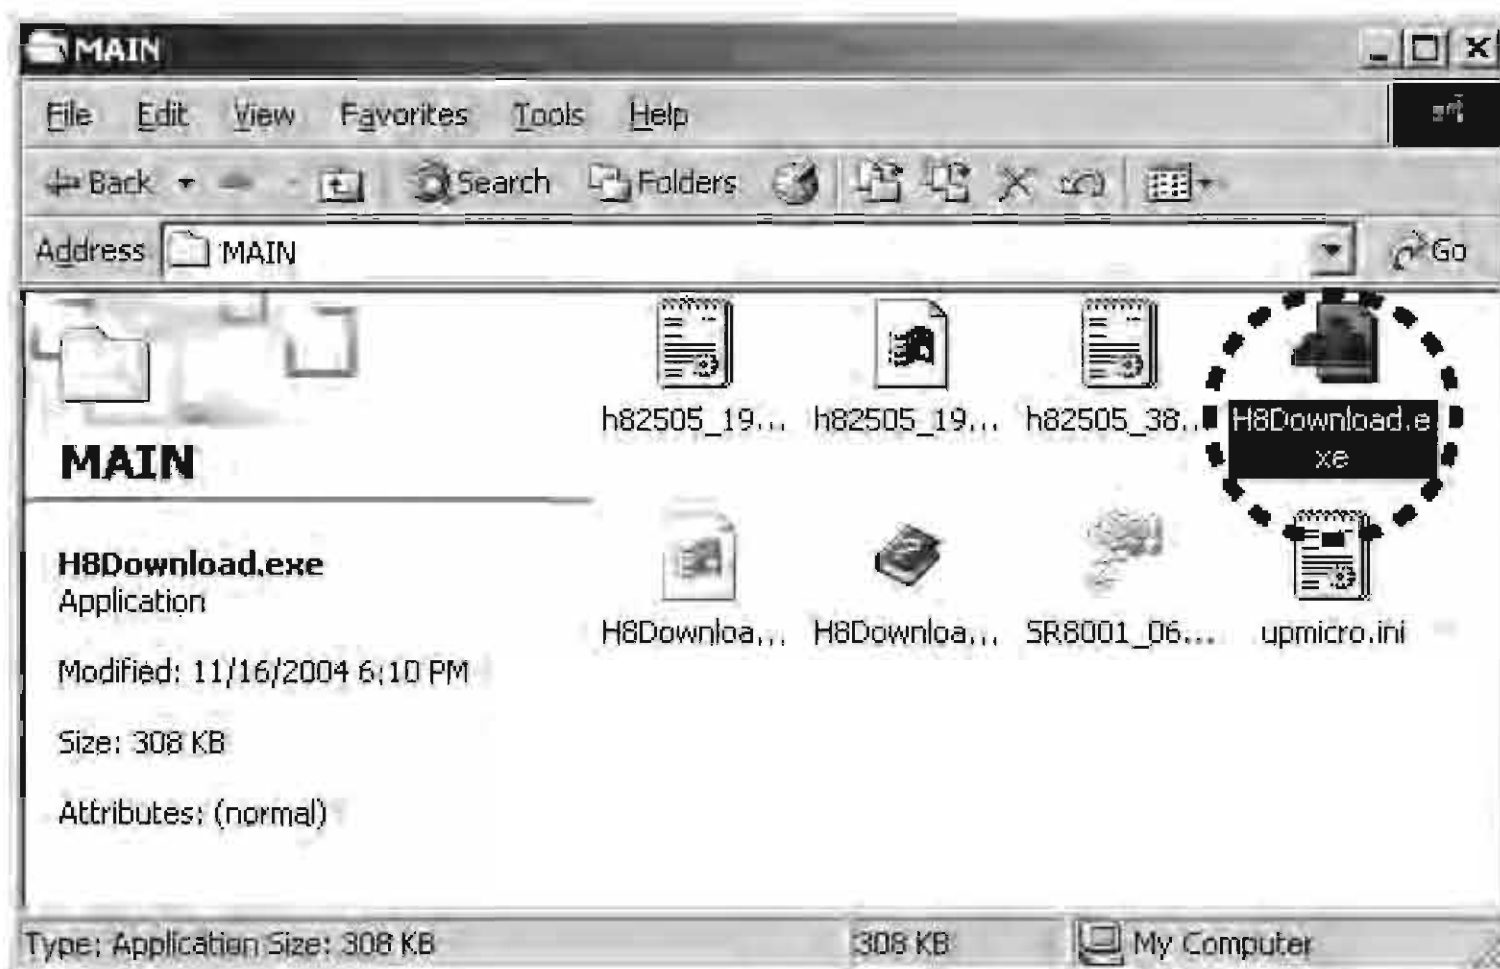 MAIN
File Edit View Favorites Tools Help
Back Search Folders
Address MAIN Go
h82505_19... h82505_19... h82505_38... H8Download.e
xe
MAIN
H8Download.exe
Application
H8Downloa... H8Downloa... SR8001_06... upmicro.ini
Modified: 11/16/2004 6:10 PM
Size: 308 KB
Attributes: (normal)
Type: Application Size: 308 KB 308 KB My Computer